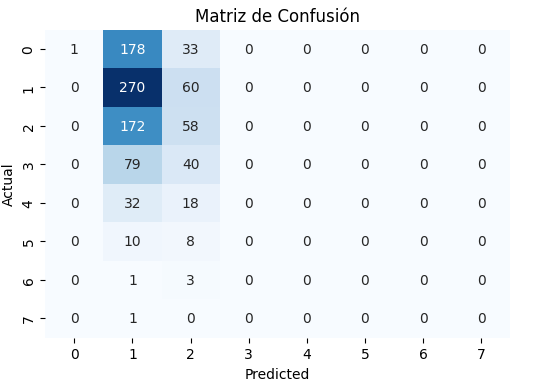 Matriz de Confusión
0 1 178 33 0 0 0 0 0
1 0 270 60 0 0 0 0 0
2 0 172 58 0 0 0 0 0
3 0 79 40 0 0 0 0 0
4 0 32 18 0 0 0 0 0
5 0 10 8 0 0 0 0 0
6 0 1 3 0 0 0 0 0
7 0 1 0 0 0 0 0 0
Actual
0 1 2 3 4 5 6 7
Predicted